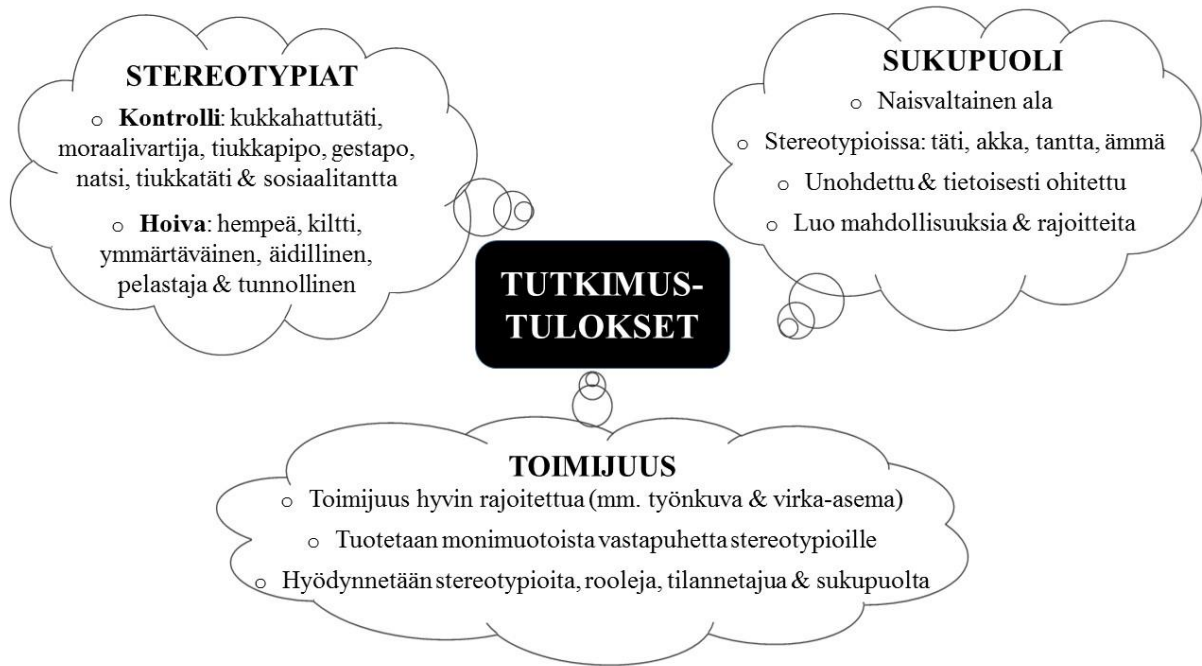 STEREOTYPIAT
o Kontrolli: kukkahattutäti,
moraalivartija, tiukkapipo, gestapo,
natsi, tiukkatäti & sosiaalitantta
o Hoiva: hempeä, kiltti,
ymmärtäväinen, äidillinen,
pelastaja & tunnollinen
SUKUPUOLI
o Naisvaltainen ala
o Stereotypioissa: täti, akka, tantta, ämmä
o Unohdettu & tietoisesti ohitettu
o Luo mahdollisuuksia & rajoitteita
TUTKIMUS-
TULOKSET
TOIMIJUUS
o Toimijuus hyvin rajoitettua (mm. työnkuva & virka-asema)
o Tuotetaan monimuotoista vastapuhetta stereotypioille
o Hyödynnetään stereotypioita, rooleja, tilannetajua & sukupuolta